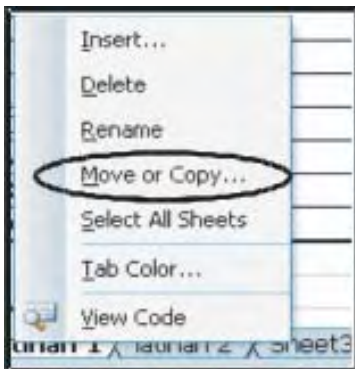 Insert...
Delete
Rename
Move or Copy...
Select All Sheets
Tab Color...
View Code
Sheet3